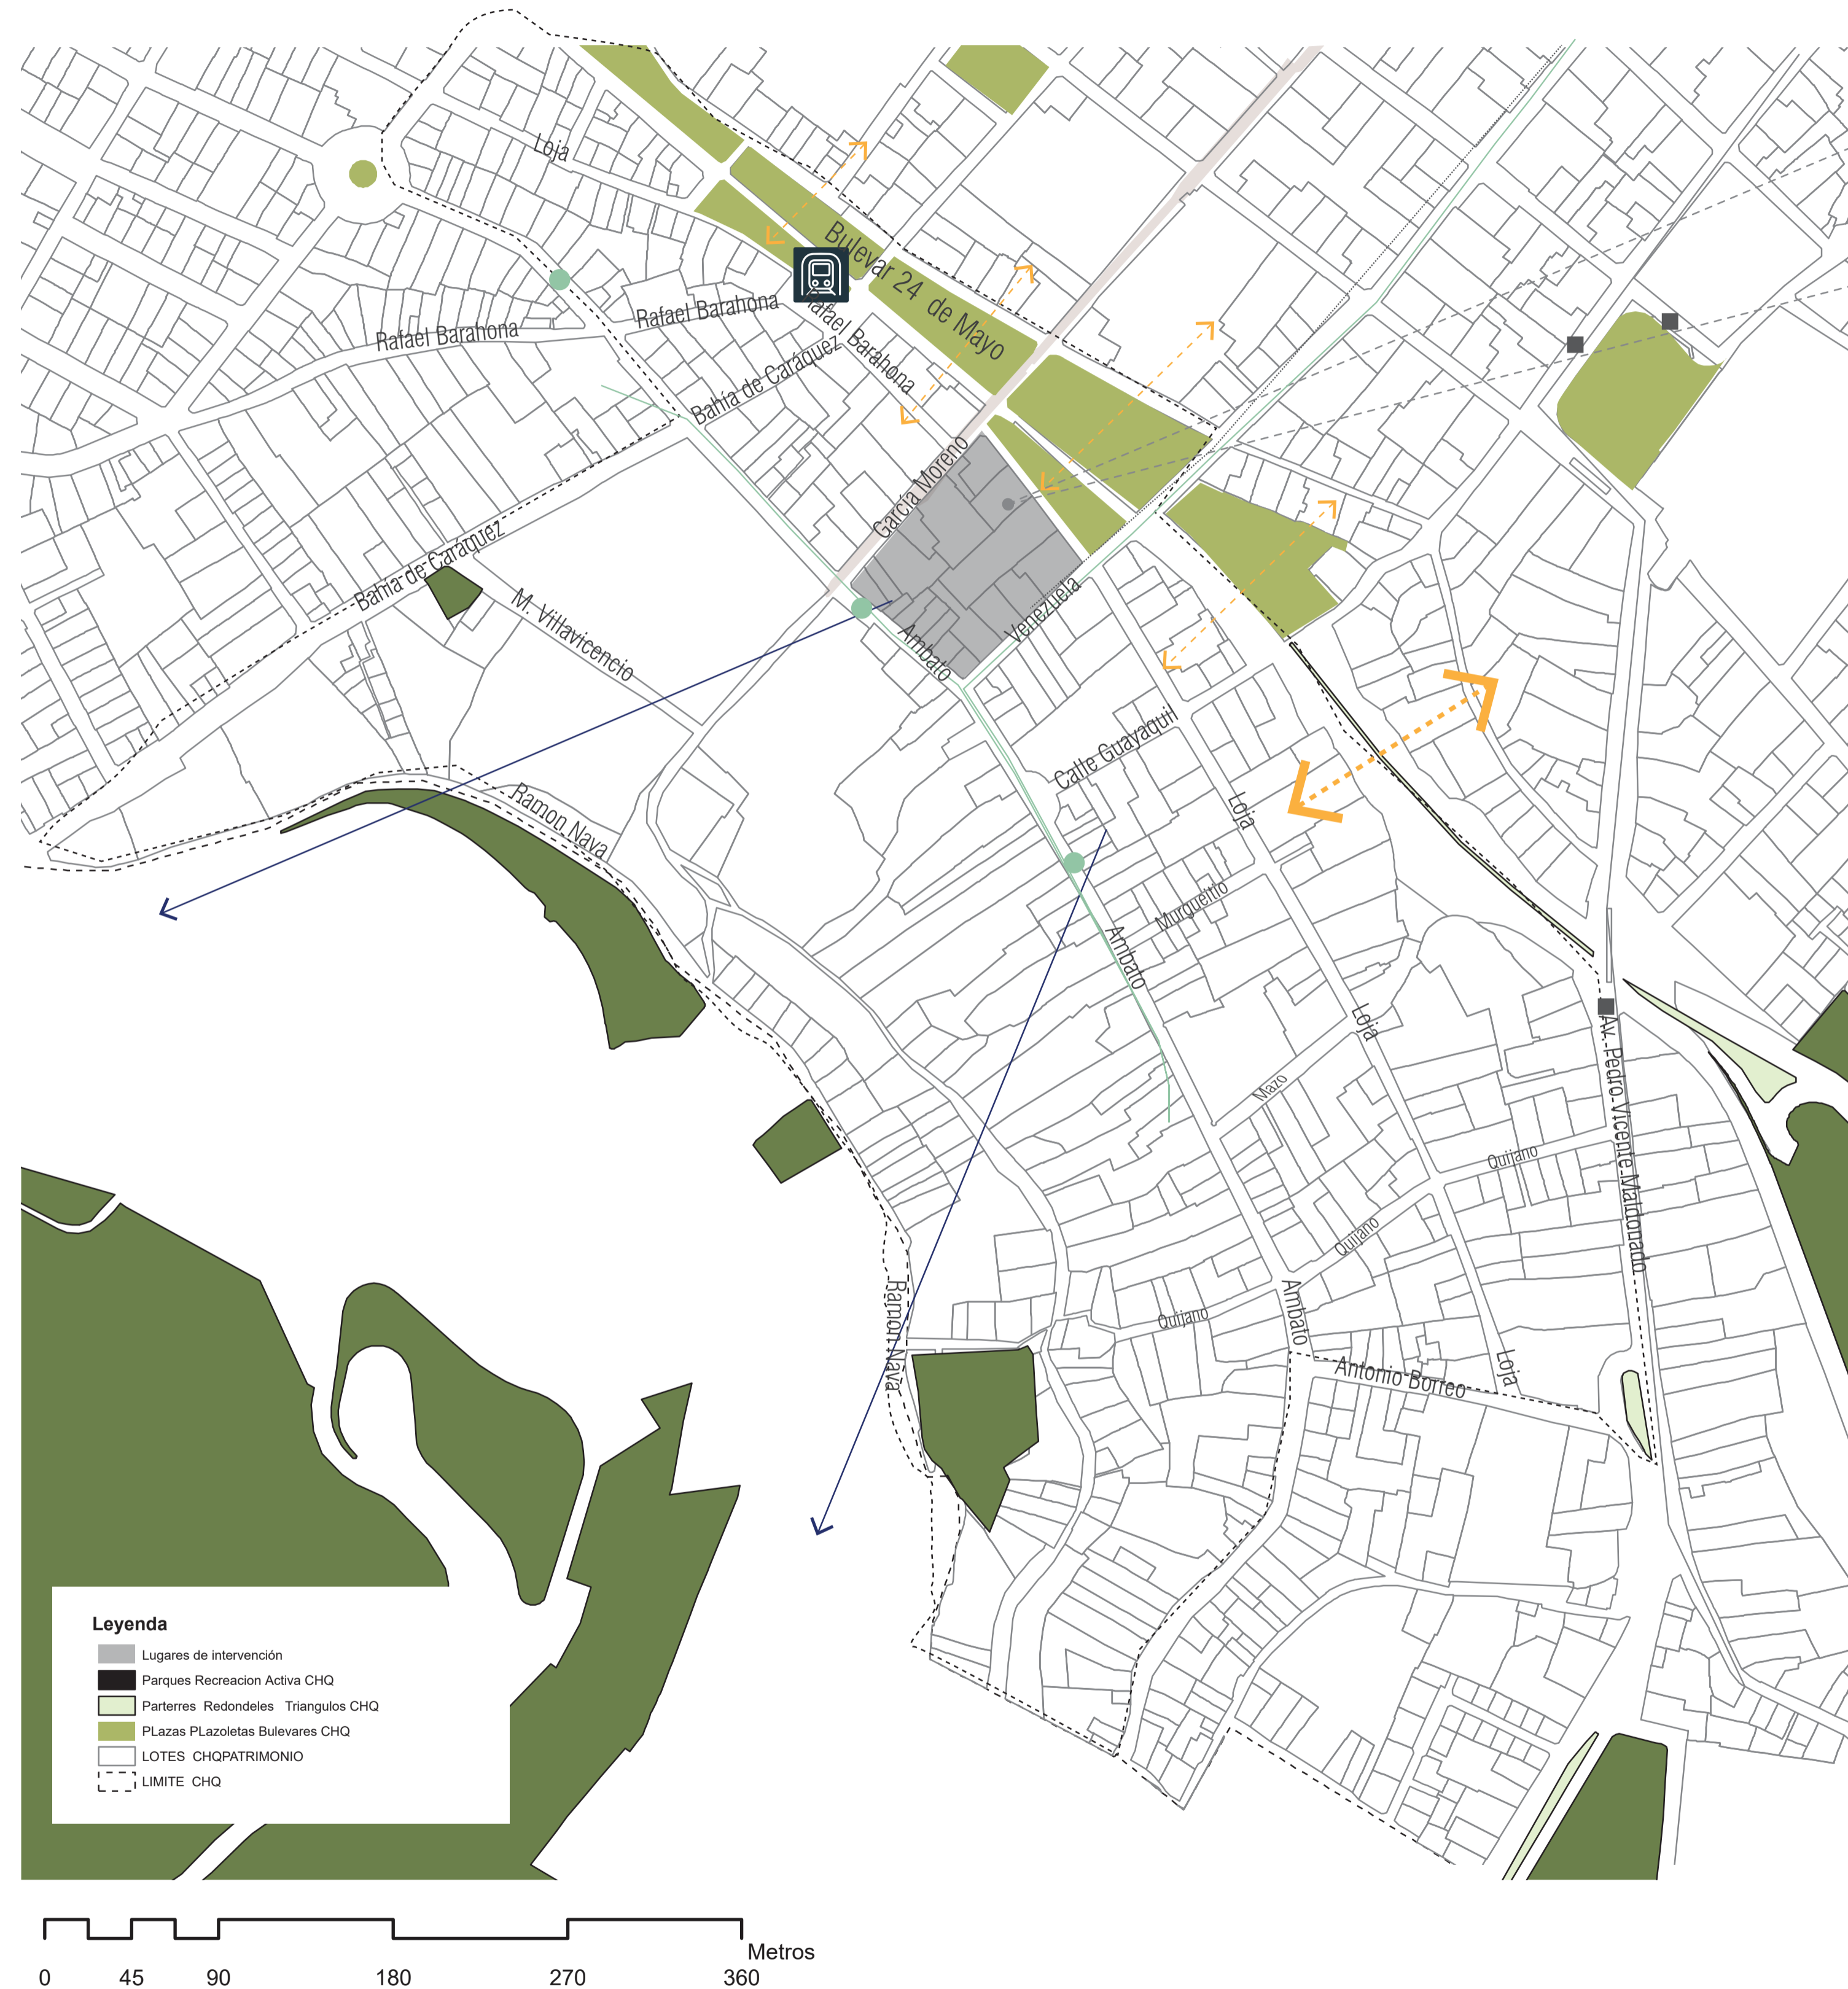 Loja
Bulevar 24 de Mayo
Rafael Barahona
Rafael Barahona
Rafael Barahona
Bahía de Caráquez
García Moreno
Bahia de Caráquez
M. Villavicencio
Ambato
Venezuela
Calle Guayaquil
Ramon Nava
Loja
Murqueitio
Ambato
Loja
Mazo
Av. Pedro Vicente Maldonado
Quijano
Quijano
Ramon Nava
Quijano
Ambato
Antonio Borreo
Loja
Leyenda
Lugares de intervención
Parques Recreacion Activa CHQ
Parterres Redondeles Triangulos CHQ
PLazas PLazoletas Bulevares CHQ
LOTES CHQPATRIMONIO
LIMITE CHQ
Metros
0 45 90 180 270 360